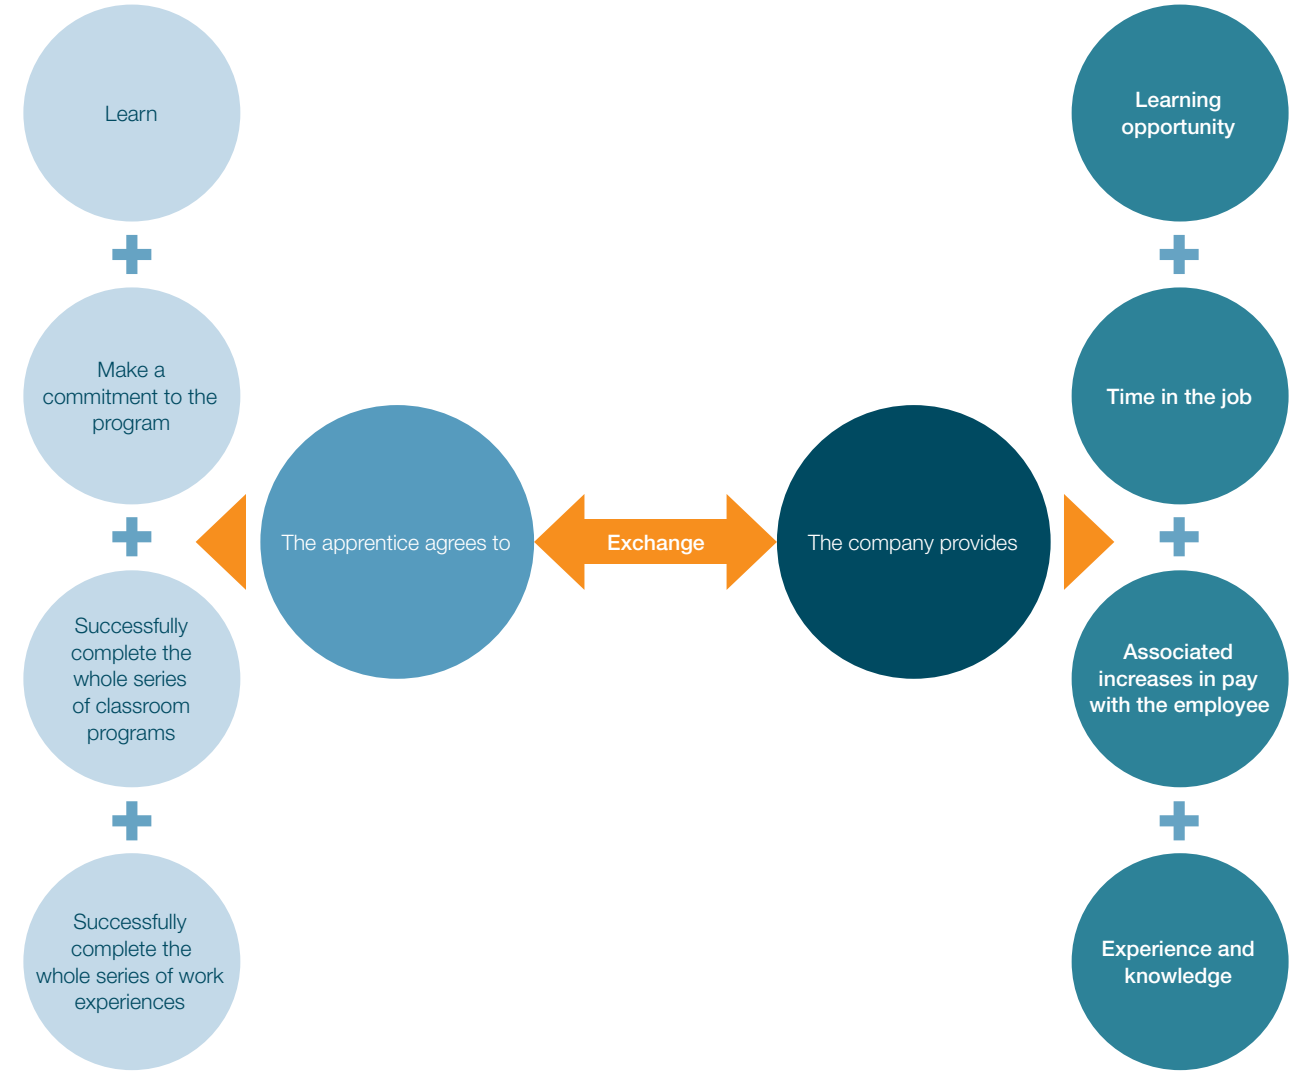 Learn
Make a
commitment to the
program
Successfully
complete the
whole series
of classroom
programs
Successfully
complete the
whole series of work
experiences
The apprentice agrees to
Exchange
The company provides
Learning
opportunity
Time in the job
Associated
increases in pay
with the employee
Experience and
knowledge